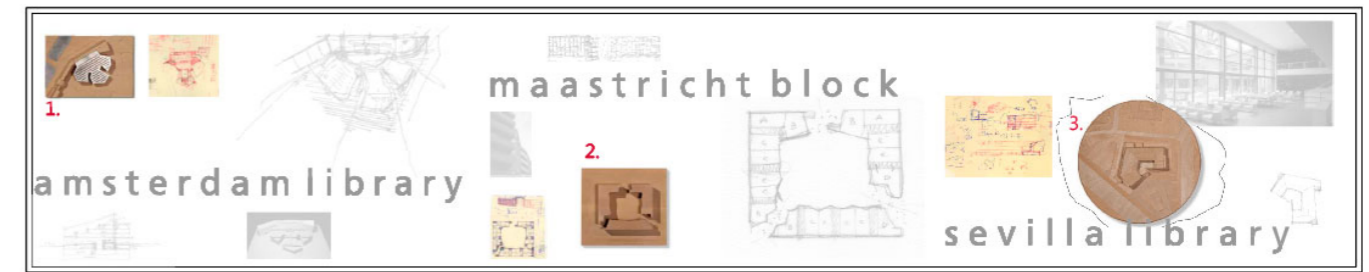 1.
amsterdam library
maastricht block
2.
3.
sevilla library